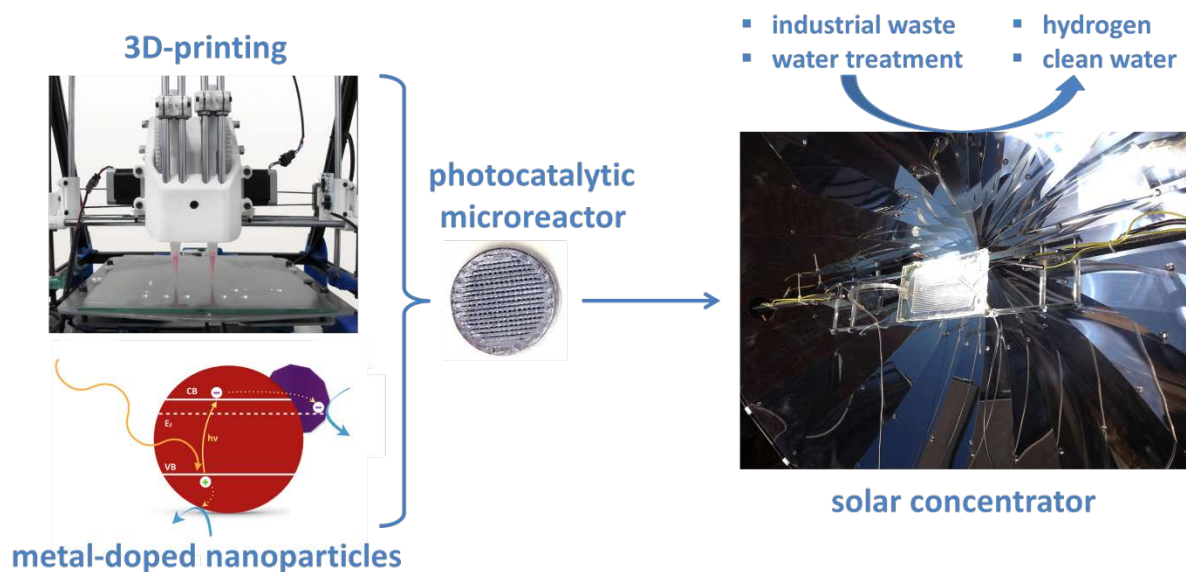 3D-printing
▪ industrial waste
▪ water treatment
▪ hydrogen
▪ clean water
photocatalytic
microreactor
CB
Ef
hν
VB
metal-doped nanoparticles
solar concentrator